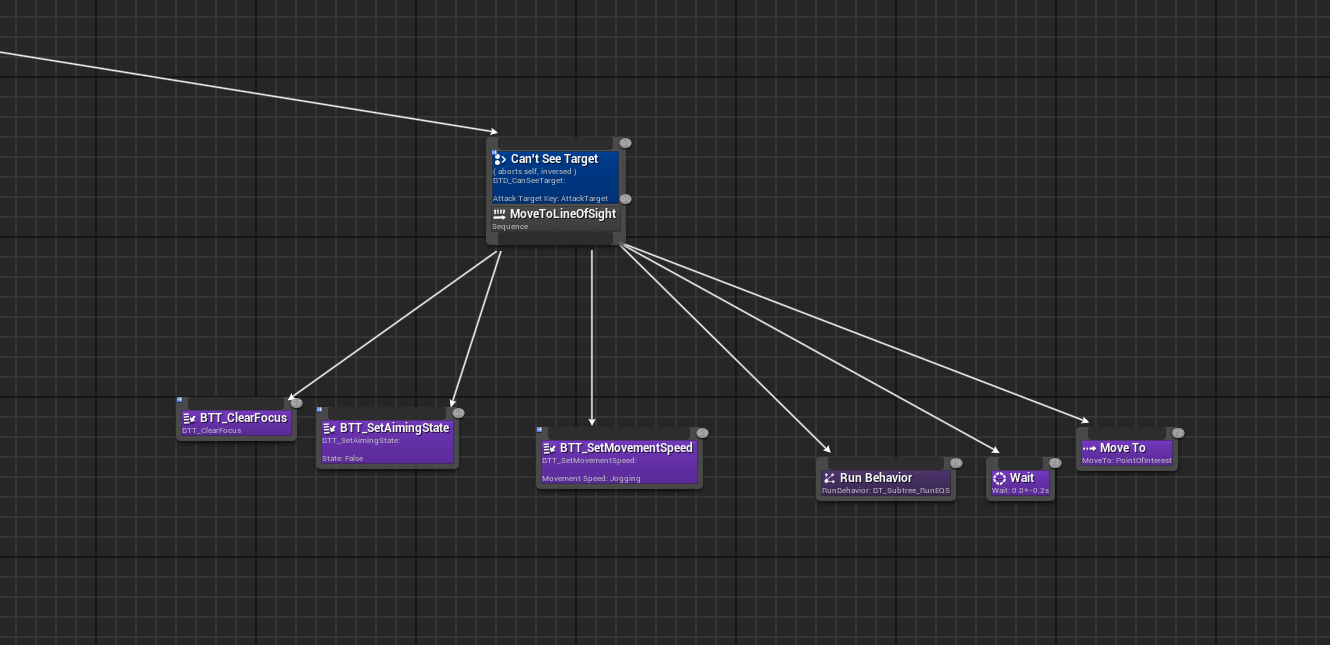 Can't See Target
( aborts self, inversed )
BTD_CanSeeTarget:
Attack Target Key: AttackTarget
MoveToLineOfSight
Sequence
BTT_ClearFocus
BTT_ClearFocus
BTT_SetAimingState
BTT_SetAimingState:
State: False
BTT_SetMovementSpeed
BTT_SetMovementSpeed:
Movement Speed: Jogging
Run Behavior
RunBehavior: BT_Subtree_RunEQS
Wait
Wait: 0.0+-0.2s
Move To
MoveTo: PointOfInterest